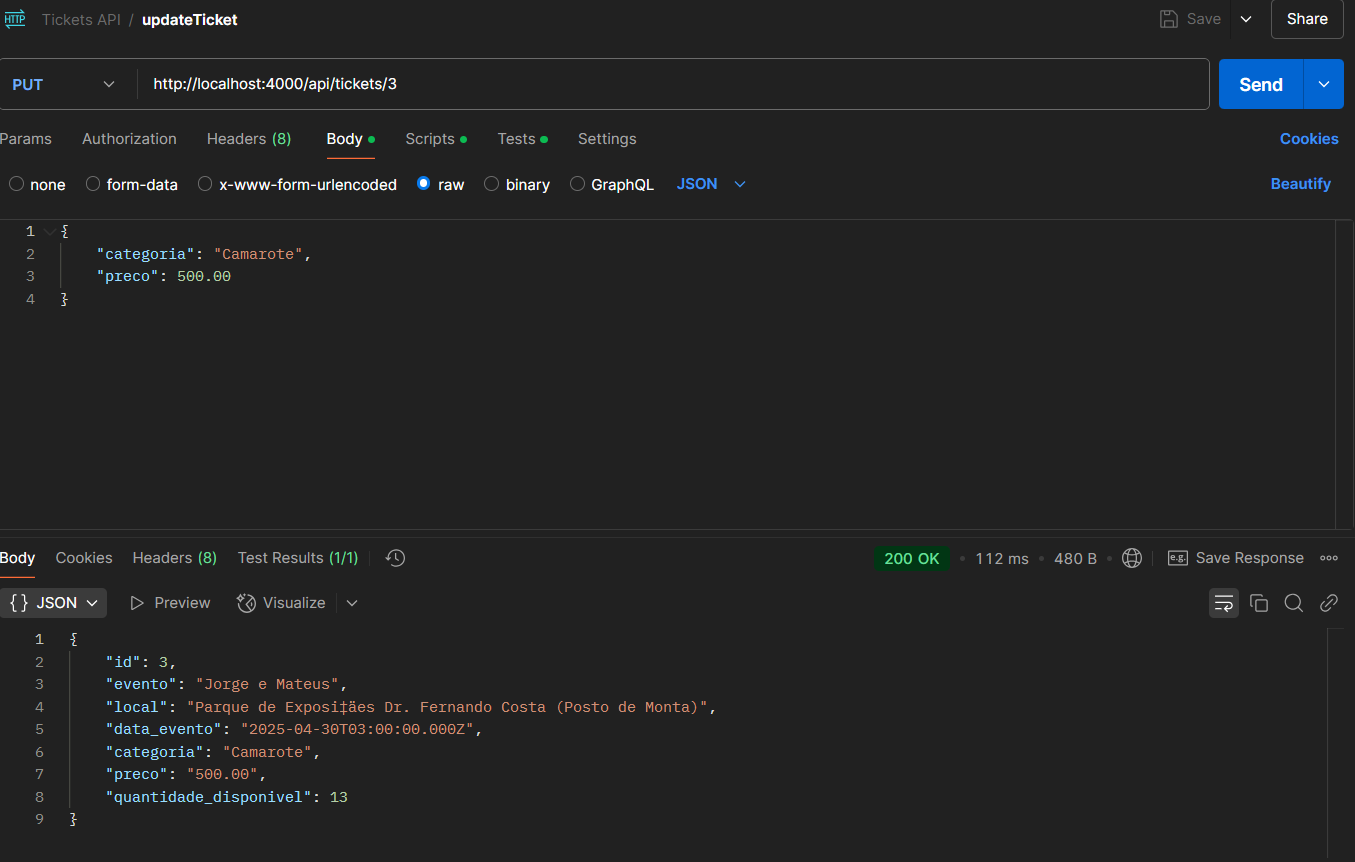 HTTP Tickets API / updateTicket Save Share
PUT http://localhost:4000/api/tickets/3 Send
Params Authorization Headers (8) Body Scripts Tests Settings Cookies
none form-data x-www-form-urlencoded raw binary GraphQL JSON Beautify
1 {
2 "categoria": "Camarote",
3 "preco": 500.00
4 }
Body Cookies Headers (8) Test Results (1/1) 200 OK • 112 ms • 480 B • e.g. Save Response
{} JSON Preview Visualize
1 {
2 "id": 3,
3 "evento": "Jorge e Mateus",
4 "local": "Parque de Exposi‡äes Dr. Fernando Costa (Posto de Monta)",
5 "data_evento": "2025-04-30T03:00:00.000Z",
6 "categoria": "Camarote",
7 "preco": "500.00",
8 "quantidade_disponivel": 13
9 }